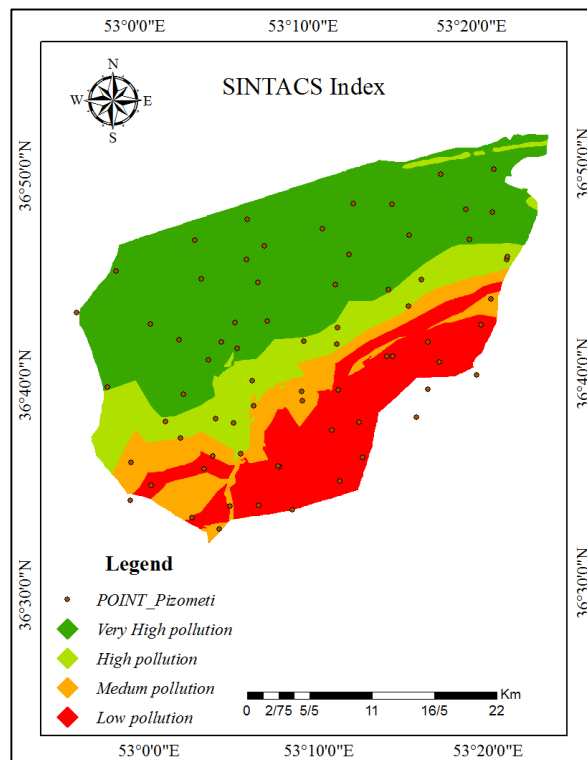 53°0'0"E 53°10'0"E 53°20'0"E
SINTACS Index
N
W E
S
36°50'0"N 36°50'0"N
36°40'0"N 36°40'0"N
36°30'0"N 36°30'0"N
Legend
POINT_Pizometi
Very High pollution
High pollution
Medum pollution
Low pollution
Km
0 2/75 5/5 11 16/5 22
53°0'0"E 53°10'0"E 53°20'0"E